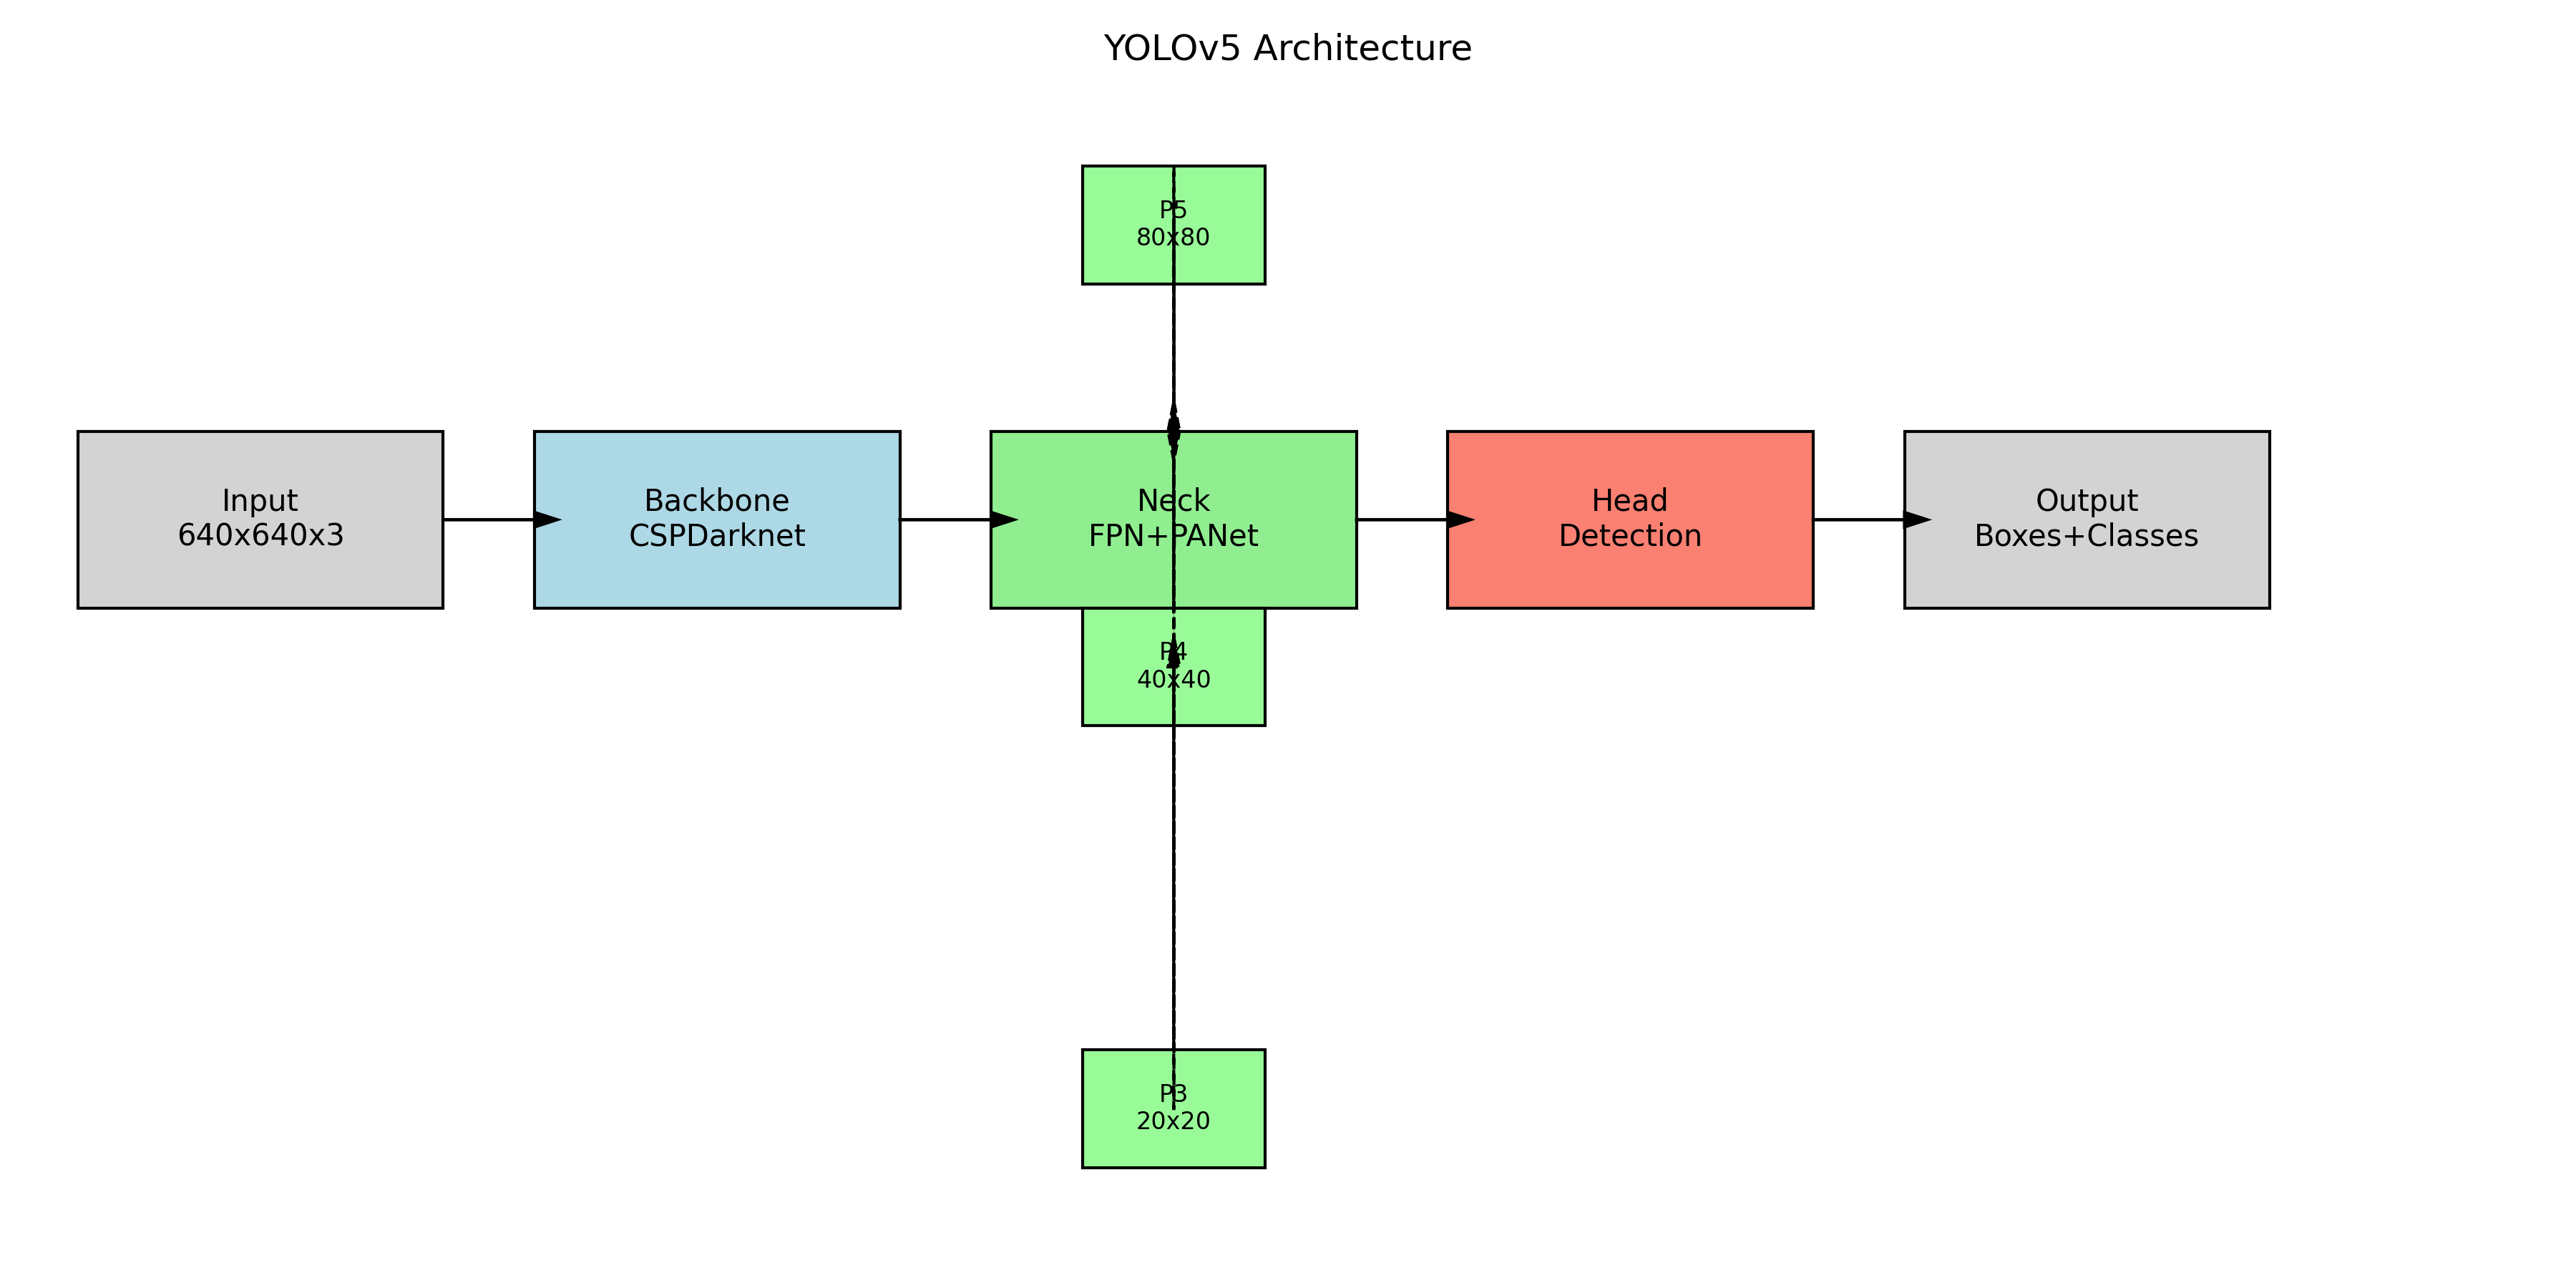 YOLOv5 Architecture
P5
80x80
Input
640x640x3
Backbone
CSPDarknet
Neck
FPN+PANet
Head
Detection
Output
Boxes+Classes
P4
40x40
P3
20x20